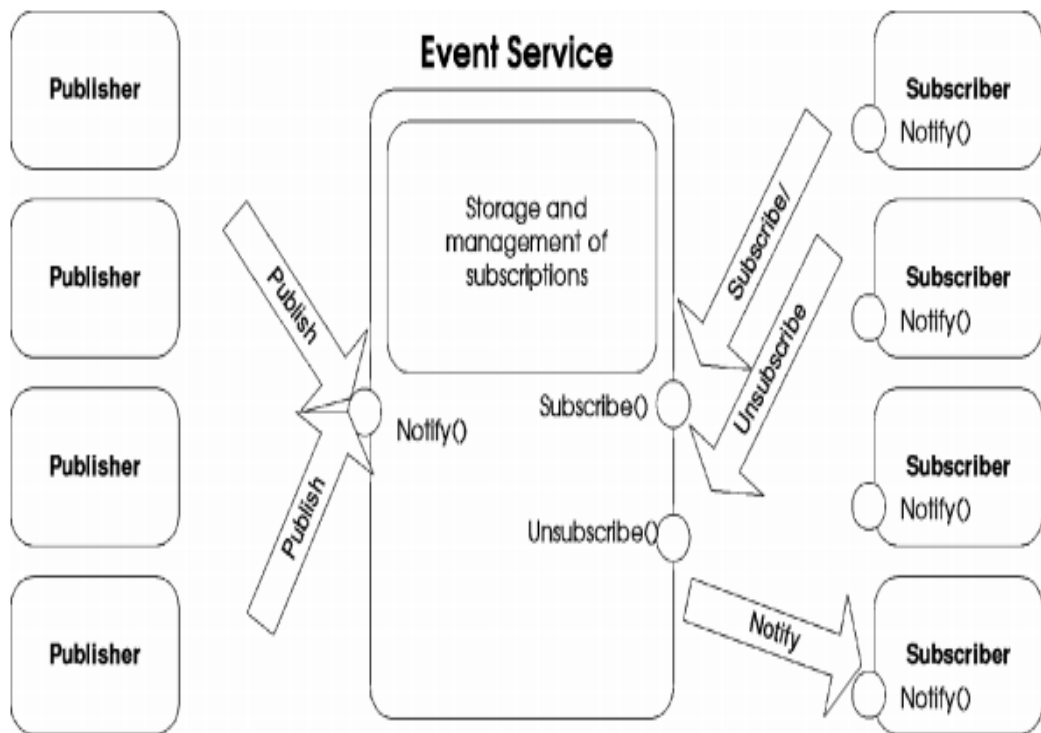 Event Service
Publisher
Publisher
Publisher
Publisher
Publish
Publish
Storage and
management of
subscriptions
Notify()
Subscribe()
Unsubscribe()
Subscribe/
Unsubscribe
Notify
Subscriber
Notify()
Subscriber
Notify()
Subscriber
Notify()
Subscriber
Notify()